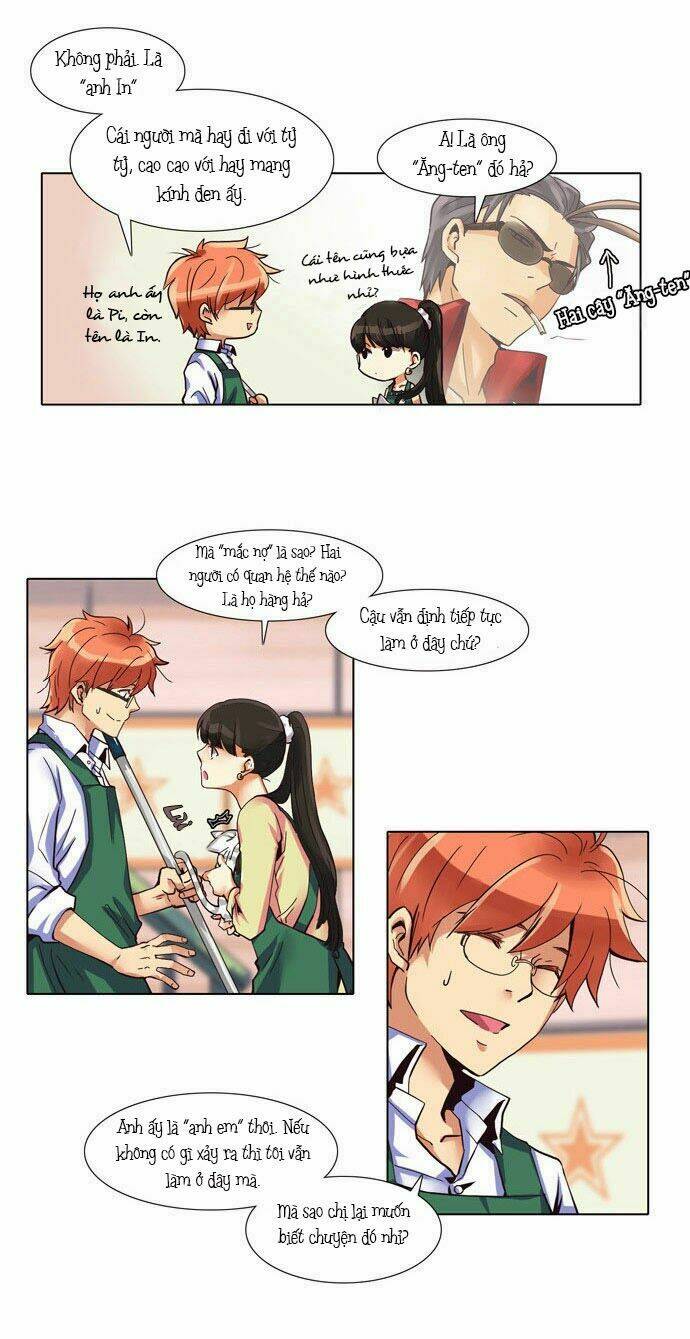 Không phải. Là
"anh In"
Cái người mà hay đi với tỷ
tỷ, cao cao với hay mang
kính đen ấy.
A! Là ông
"Ăng-ten" đó hả?
Họ anh ấy
là Pi, còn
tên là In.
Cái tên cũng bựa
như hình thức
nhỉ?
Hai cây "Ăng-ten"
Mà "mắc nợ" là sao? Hai
người có quan hệ thế nào?
Là họ hàng hả?
Cậu vẫn định tiếp tục
làm ở đây chứ?
Lùi
Anh ấy là "anh em" thôi. Nếu
không có gì xảy ra thì tôi vẫn
làm ở đây mà.
Mà sao chị lại muốn
biết chuyện đó nhỉ?